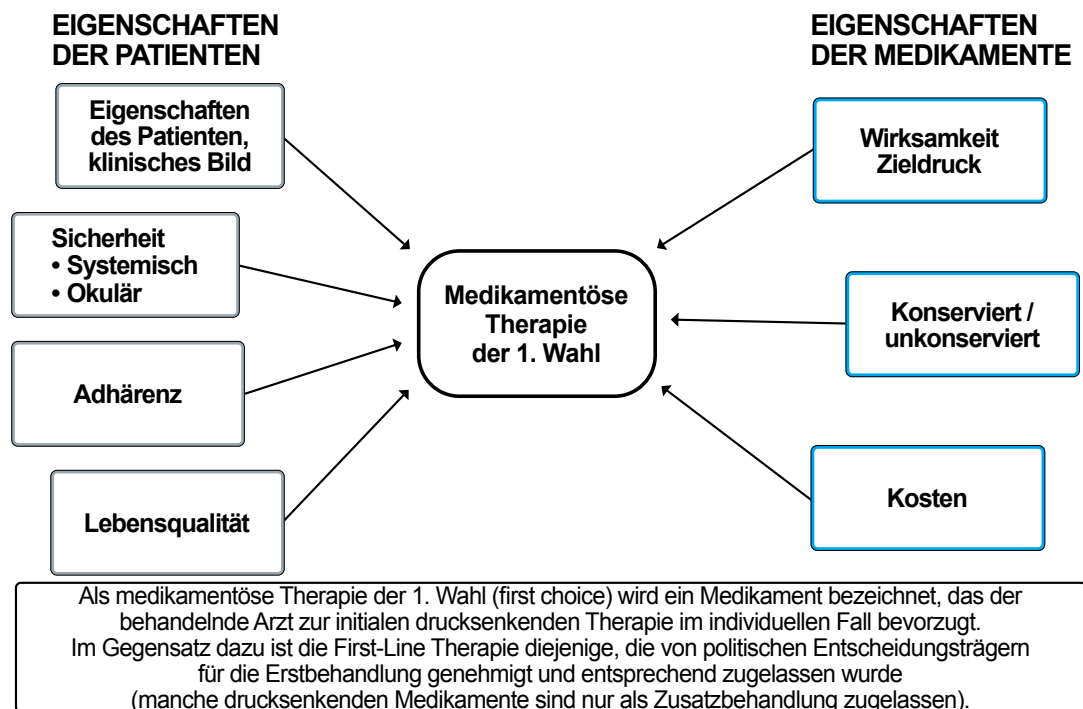 EIGENSCHAFTEN
DER PATIENTEN
Eigenschaften
des Patienten,
klinisches Bild
Sicherheit
• Systemisch
• Okulär
Adhärenz
Lebensqualität
Medikamentöse
Therapie
der 1. Wahl
EIGENSCHAFTEN
DER MEDIKAMENTE
Wirksamkeit
Zieldruck
Konserviert /
unkonserviert
Kosten
Als medikamentöse Therapie der 1. Wahl (first choice) wird ein Medikament bezeichnet, das der
behandelnde Arzt zur initialen drucksenkenden Therapie im individuellen Fall bevorzugt.
Im Gegensatz dazu ist die First-Line Therapie diejenige, die von politischen Entscheidungsträgern
für die Erstbehandlung genehmigt und entsprechend zugelassen wurde
(manche drucksenkenden Medikamente sind nur als Zusatzbehandlung zugelassen).